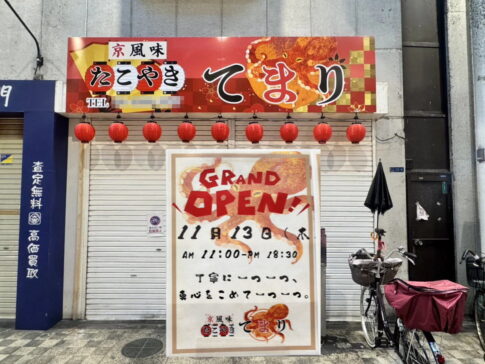 京風味
たこやき
てまり
TEL
GRAND
OPEN!
11月13日(木
AM 11:00-PM 18:30
丁寧に一つ一つ、
真心をこめて一つ一つ。
京風味
たこやき
てまり
門
査定無料
高価買取